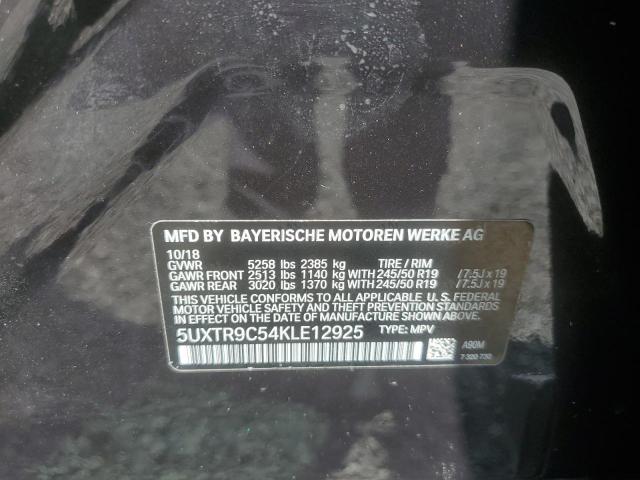 MFD BY BAYERISCHE MOTOREN WERKE AG
10/18
GVWR 5258 lbs 2385 kg TIRE / RIM
GAWR FRONT 2513 lbs 1140 kg WITH 245/50 R19 /7.5J x 19
GAWR REAR 3020 lbs 1370 kg WITH 245/50 R19 /7.5J x 19
THIS VEHICLE CONFORMS TO ALL APPLICABLE U.S. FEDERAL
MOTOR VEHICLE SAFETY AND THEFT PREVENTION STANDARDS
IN EFFECT ON THE DATE OF MANUFACTURE SHOWN ABOVE.
5UXTR9C54KLE12925 TYPE: MPV
A90M
7 320 730